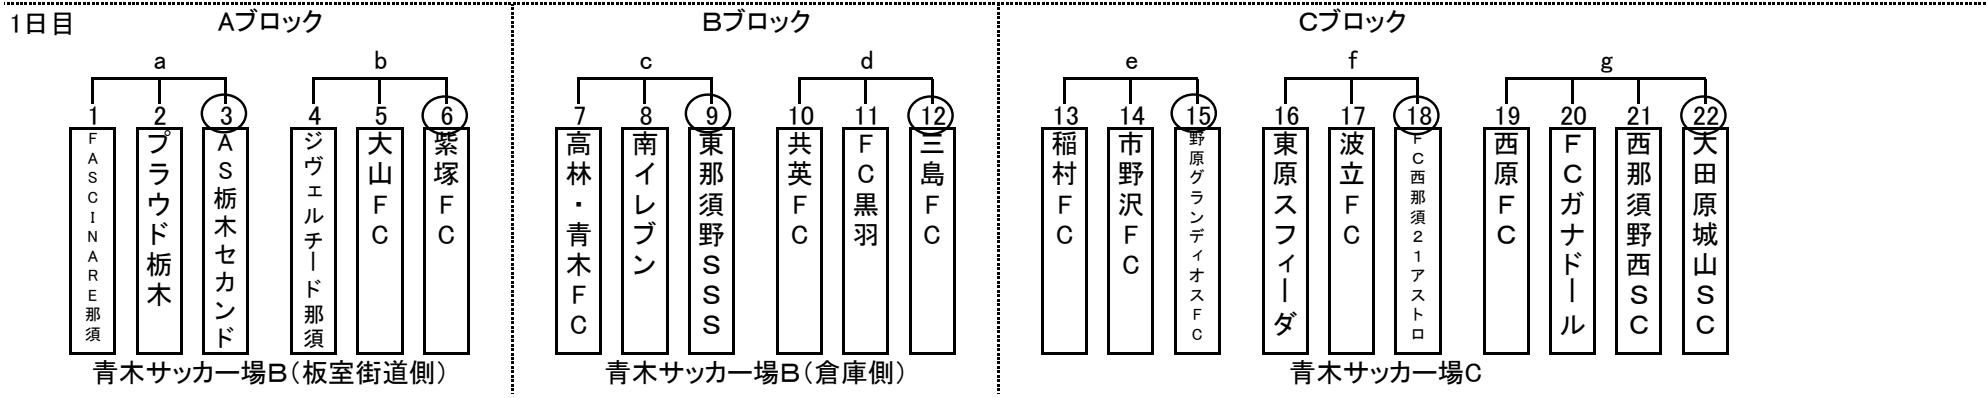 1日目
Aブロック
Bブロック
Cブロック
a
b
c
d
e
f
g
1
2
3
4
5
6
7
8
9
10
11
12
13
14
15
16
17
18
19
20
21
22
FASCINARE那須
プラウド栃木
AS栃木セカンド
ジヴェルチード那須
大山FC
紫塚FC
高林・青木FC
南イレブン
東那須野SSS
共英FC
FC黒羽
三島FC
稲村FC
市野沢FC
野原グランディオスFC
東原スフィーダ
波立FC
FC西那須21アストロ
西原FC
FCガナドール
西那須野西SC
大田原城山SC
青木サッカー場B（板室街道側）
青木サッカー場B（倉庫側）
青木サッカー場C